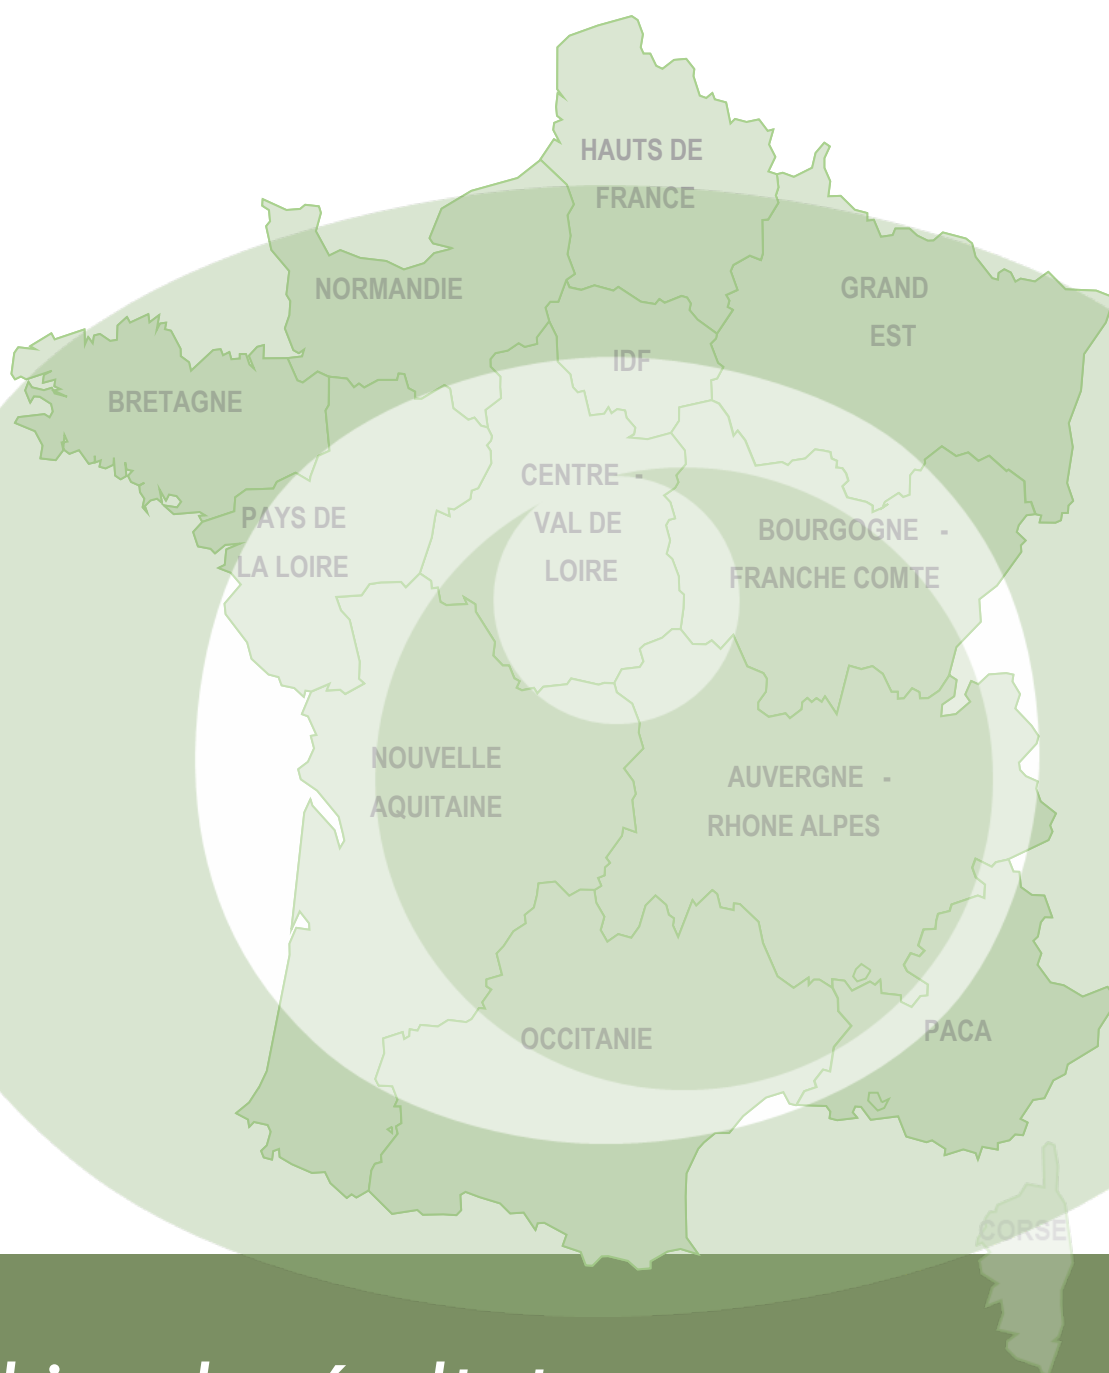 HAUTS DE
FRANCE
NORMANDIE
GRAND
EST
IDF
BRETAGNE
CENTRE -
VAL DE
LOIRE
PAYS DE
LA LOIRE
BOURGOGNE -
FRANCHE COMTE
NOUVELLE
AQUITAINE
AUVERGNE -
RHONE ALPES
OCCITANIE
PACA
CORSE